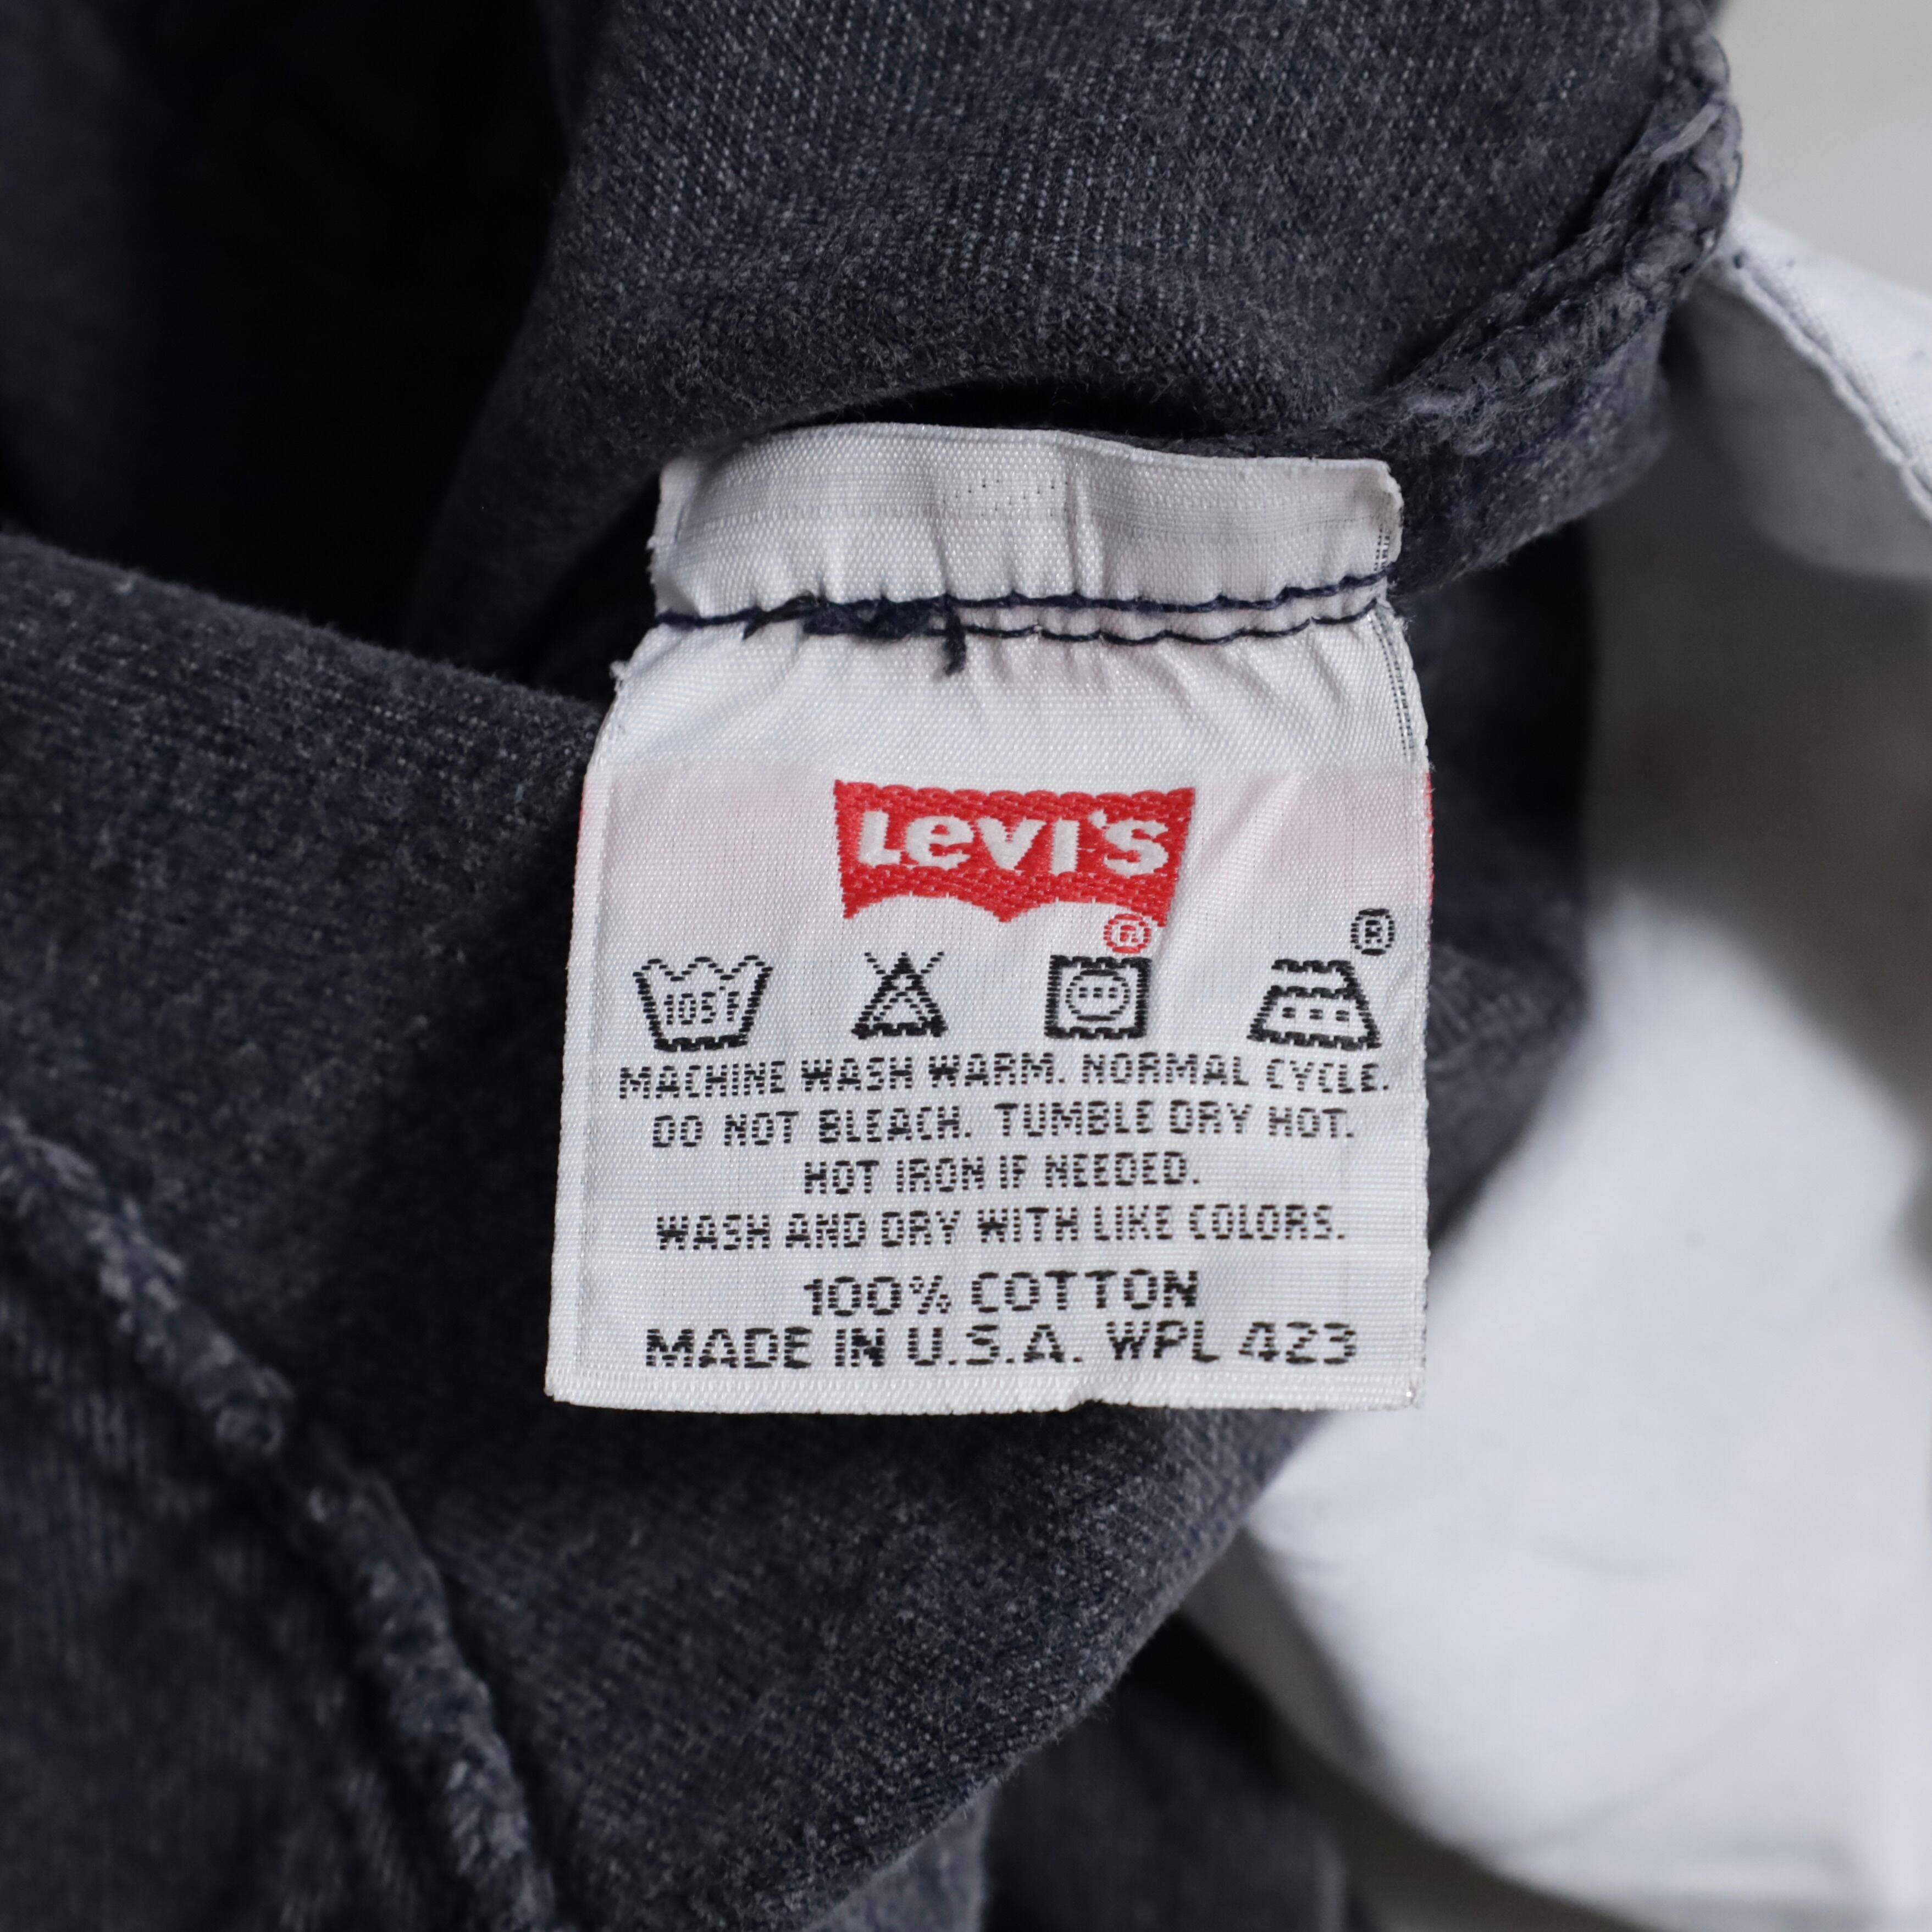 Levi's
®
®
105°F
MACHINE WASH WARM. NORMAL CYCLE.
DO NOT BLEACH. TUMBLE DRY HOT.
HOT IRON IF NEEDED.
WASH AND DRY WITH LIKE COLORS.
100% COTTON
MADE IN U.S.A. WPL 423